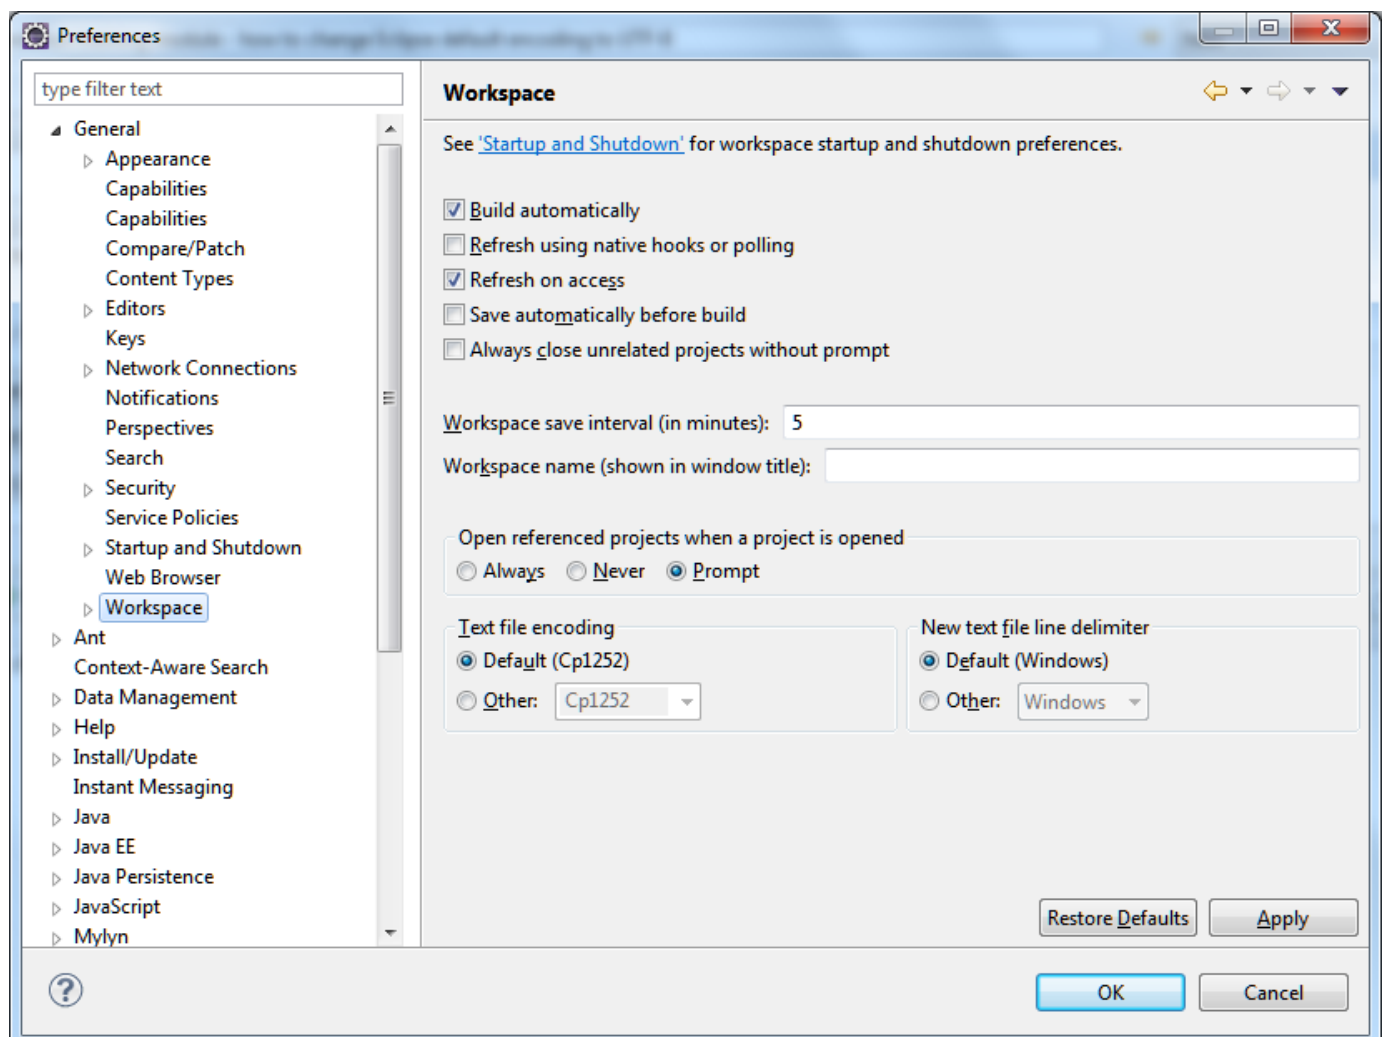 Preferences
type filter text
General
Appearance
Capabilities
Capabilities
Compare/Patch
Content Types
Editors
Keys
Network Connections
Notifications
Perspectives
Search
Security
Service Policies
Startup and Shutdown
Web Browser
Workspace
Ant
Context-Aware Search
Data Management
Help
Install/Update
Instant Messaging
Java
Java EE
Java Persistence
JavaScript
Mylyn
Workspace
See 'Startup and Shutdown' for workspace startup and shutdown preferences.
Build automatically
Refresh using native hooks or polling
Refresh on access
Save automatically before build
Always close unrelated projects without prompt
Workspace save interval (in minutes): 5
Workspace name (shown in window title):
Open referenced projects when a project is opened
Always Never Prompt
Text file encoding
Default (Cp1252)
Other: Cp1252
New text file line delimiter
Default (Windows)
Other: Windows
Restore Defaults Apply
OK Cancel